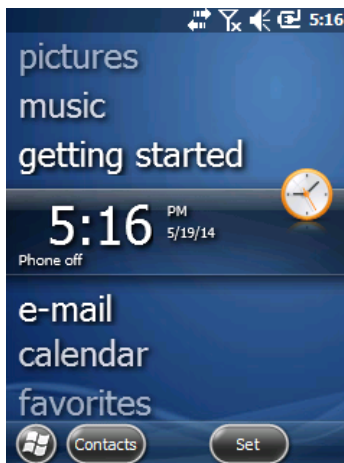 5:16
pictures
music
getting started
5:16 PM
5/19/14
Phone off
e-mail
calendar
favorites
Contacts Set